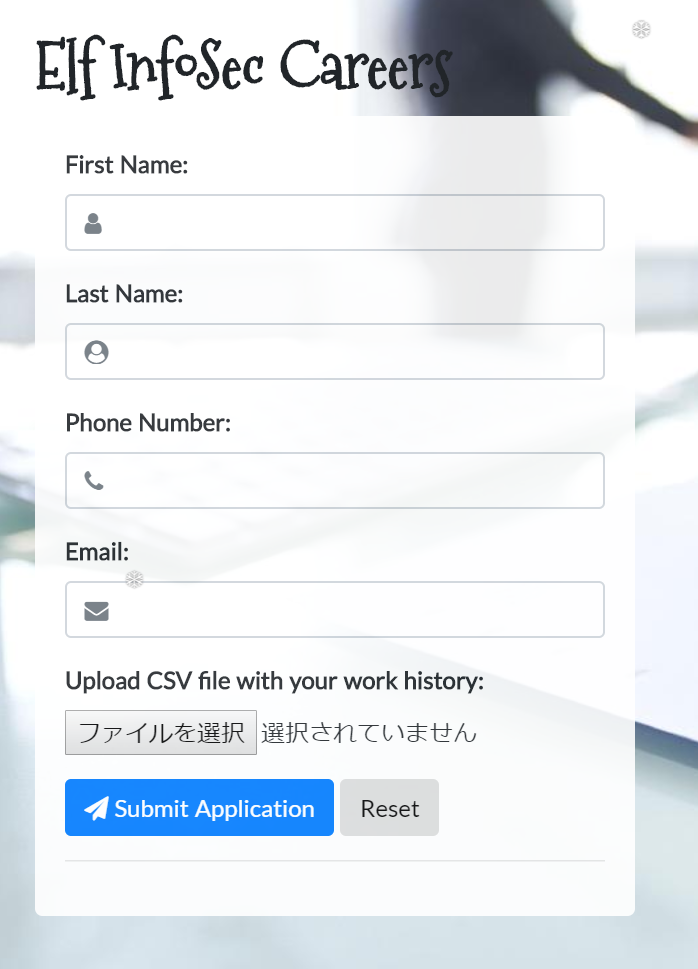 Elf InfoSec Careers
First Name:
Last Name:
Phone Number:
Email:
Upload CSV file with your work history:
ファイルを選択 選択されていません
Submit Application Reset